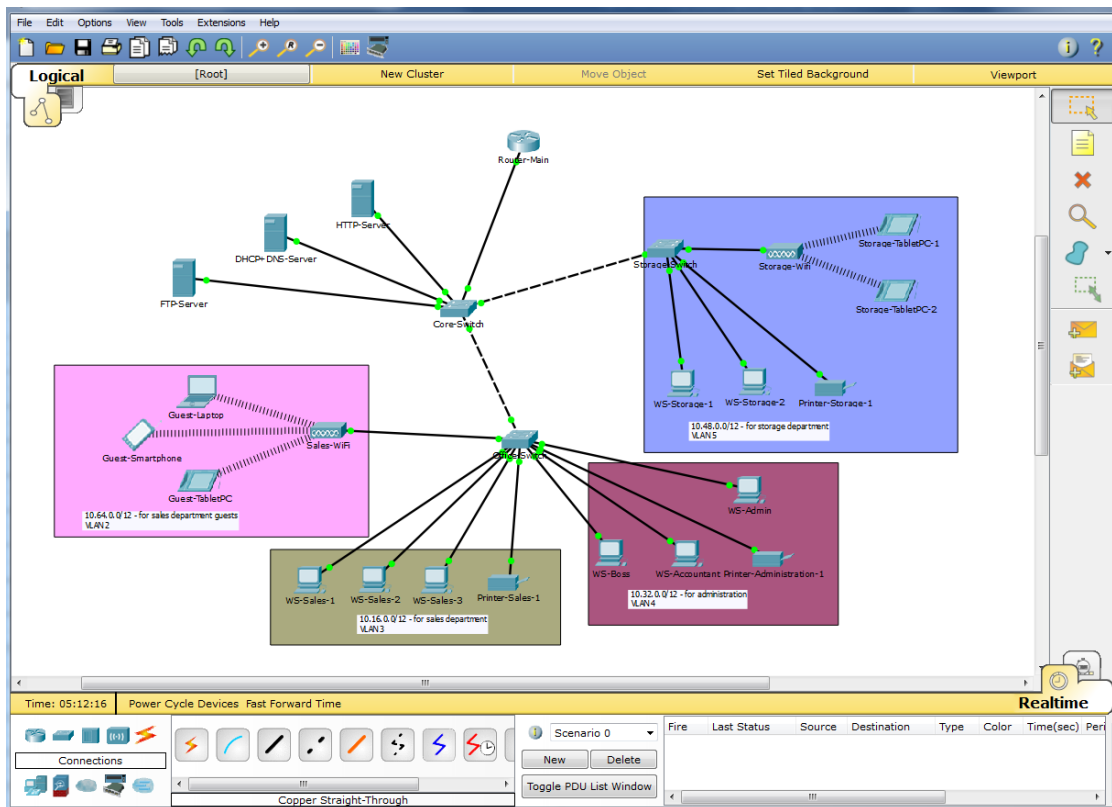 File Edit Options View Tools Extensions Help
Logical [Root] New Cluster Move Object Set Tiled Background Viewport
Router-Main
HTTP-Server
DHCP+DNS-Server
FTP-Server
Core-Switch
Storage-Switch
Storage-Wifi
Storage-TabletPC-1
Storage-TabletPC-2
WS-Storage-1
WS-Storage-2
Printer-Storage-1
10.48.0.0/12 - for storage department
VLAN 5
Guest-Laptop
Guest-Smartphone
Sales-WiFi
Guest-TabletPC
10.64.0.0/12 - for sales department guests
VLAN 2
Office-Switch
WS-Admin
WS-Boss
WS-Accountant
Printer-Administration-1
10.32.0.0/12 - for administration
VLAN 4
WS-Sales-1
WS-Sales-2
WS-Sales-3
Printer-Sales-1
10.16.0.0/12 - for sales department
VLAN 3
Time: 05:12:16 Power Cycle Devices Fast Forward Time Realtime
Connections
Copper Straight-Through
Scenario 0
New Delete
Toggle PDU List Window
Fire Last Status Source Destination Type Color Time(sec) Peri